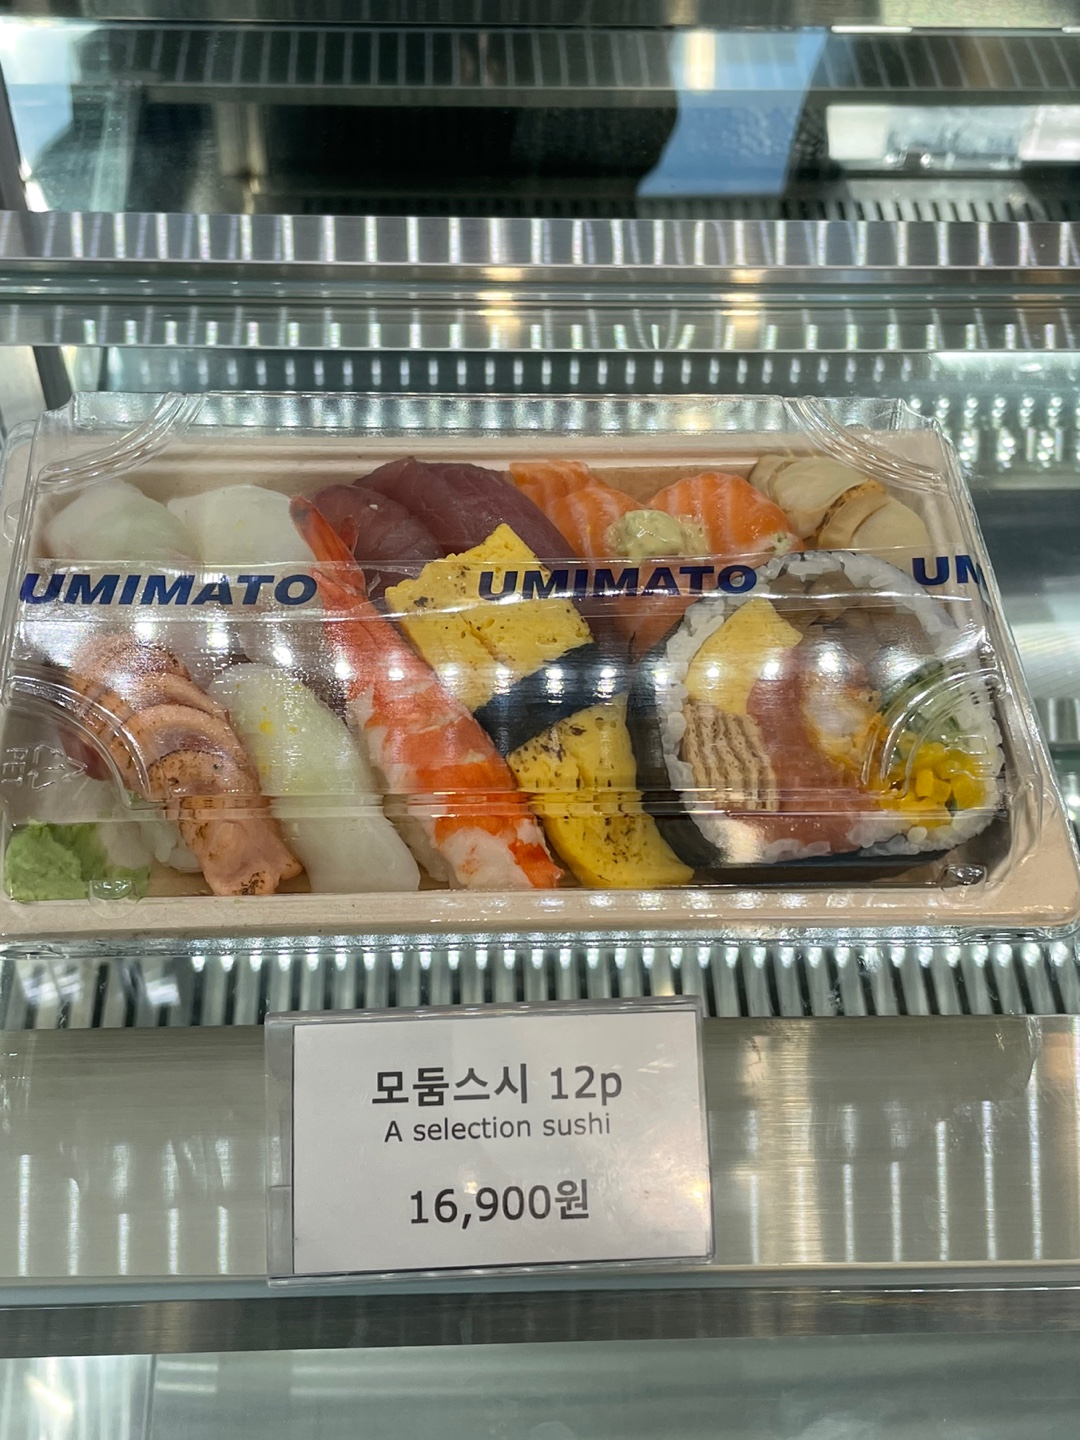 UMIMATO UMIMATO UM
모둠스시 12p
A selection sushi
16,900원